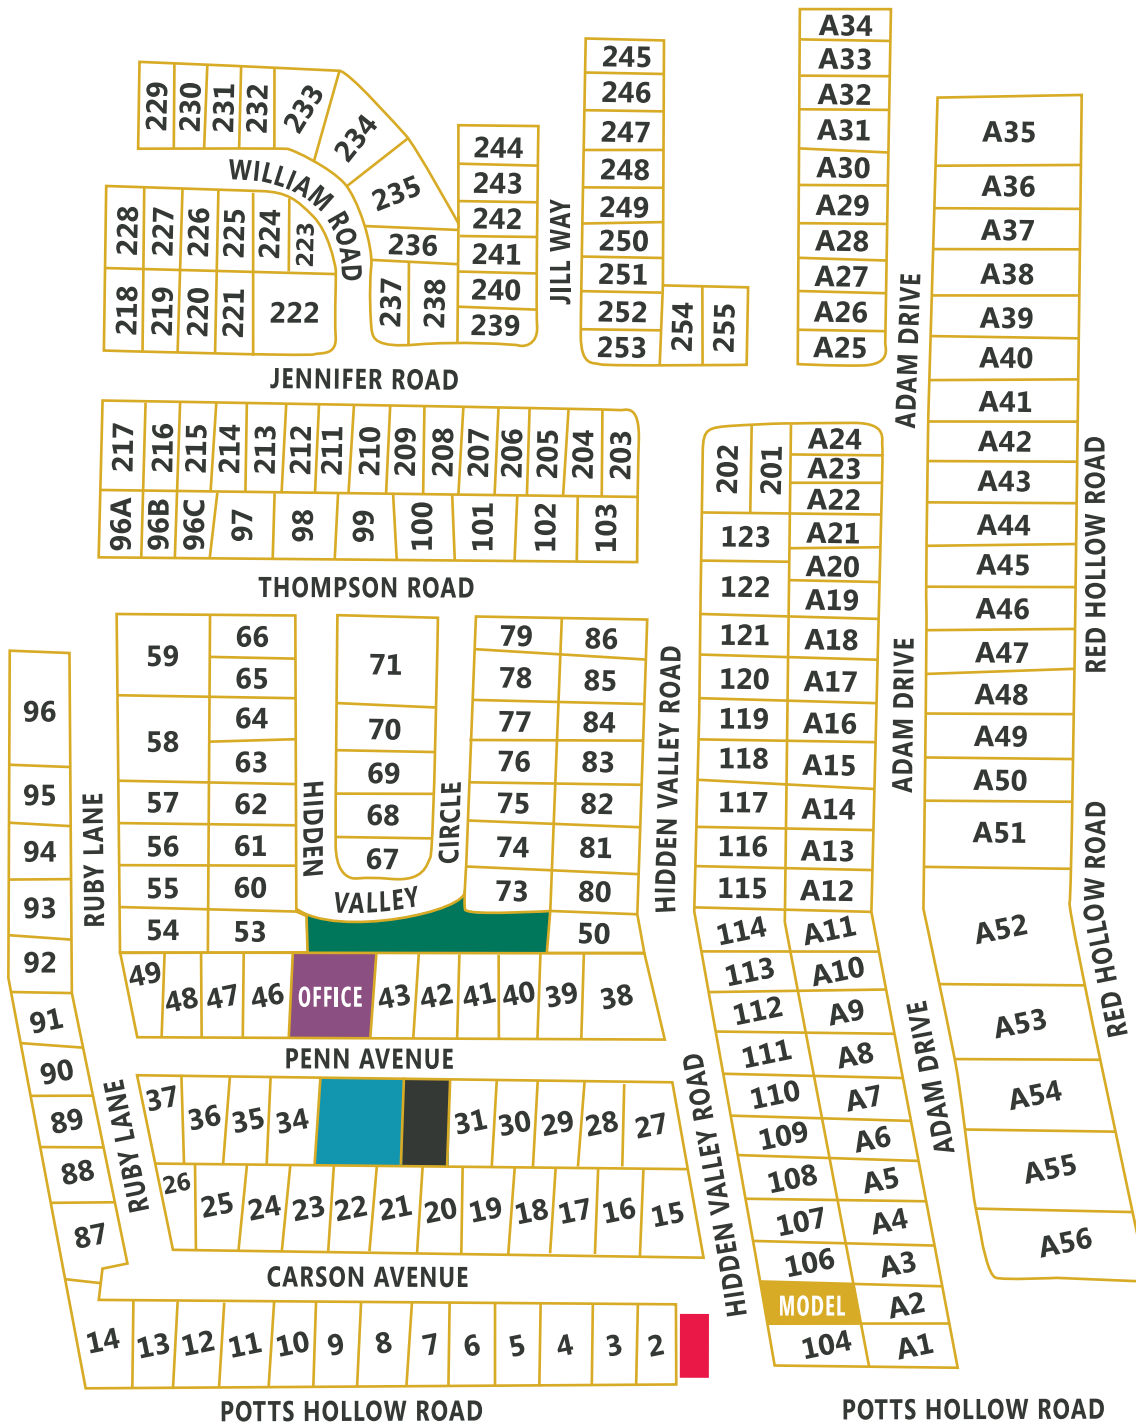 A34
A33
A32
A31
A30
A29
A28
A27
A26
A25
245
246
247
248
249
250
251
252
253
254 255
229 230 231 232 233 234 235
WILLIAM ROAD
236
237 238
244
243
242
241
240
239
JILL WAY
228 227 226 225 224 223
218 219 220 221 222
JENNIFER ROAD
ADAM DRIVE
A35
A36
A37
A38
A39
A40
A41
A42
A43
A44
A45
A46
A47
A48
A49
A50
A51
A52
A53
A54
A55
A56
RED HOLLOW ROAD
RED HOLLOW ROAD
RED HOLLOW ROAD
217 216 215 214 213 212 211 210 209 208 207 206 205 204 203
96A 96B 96C 97 98 99 100 101 102 103
THOMPSON ROAD
202 201
A24
A23
A22
123 A21
A20
122 A19
121 A18
120 A17
119 A16
118 A15
117 A14
116 A13
115 A12
114 A11
113 A10
112 A9
111 A8
110 A7
109 A6
108 A5
107 A4
106 A3
MODEL A2
104 A1
ADAM DRIVE
ADAM DRIVE
HIDDEN VALLEY ROAD
HIDDEN VALLEY ROAD
96
95
94
93
92
91
90
89
88
87
RUBY LANE
RUBY LANE
59 66
65
58 64
63
57 62
56 61
55 60
54 53
HIDDEN
VALLEY
CIRCLE
71
70
69
68
67
79 86
78 85
77 84
76 83
75 82
74 81
73 80
50
49 48 47 46 OFFICE 43 42 41 40 39 38
PENN AVENUE
37 36 35 34 31 30 29 28 27
26 25 24 23 22 21 20 19 18 17 16 15
CARSON AVENUE
14 13 12 11 10 9 8 7 6 5 4 3 2
POTTS HOLLOW ROAD
POTTS HOLLOW ROAD